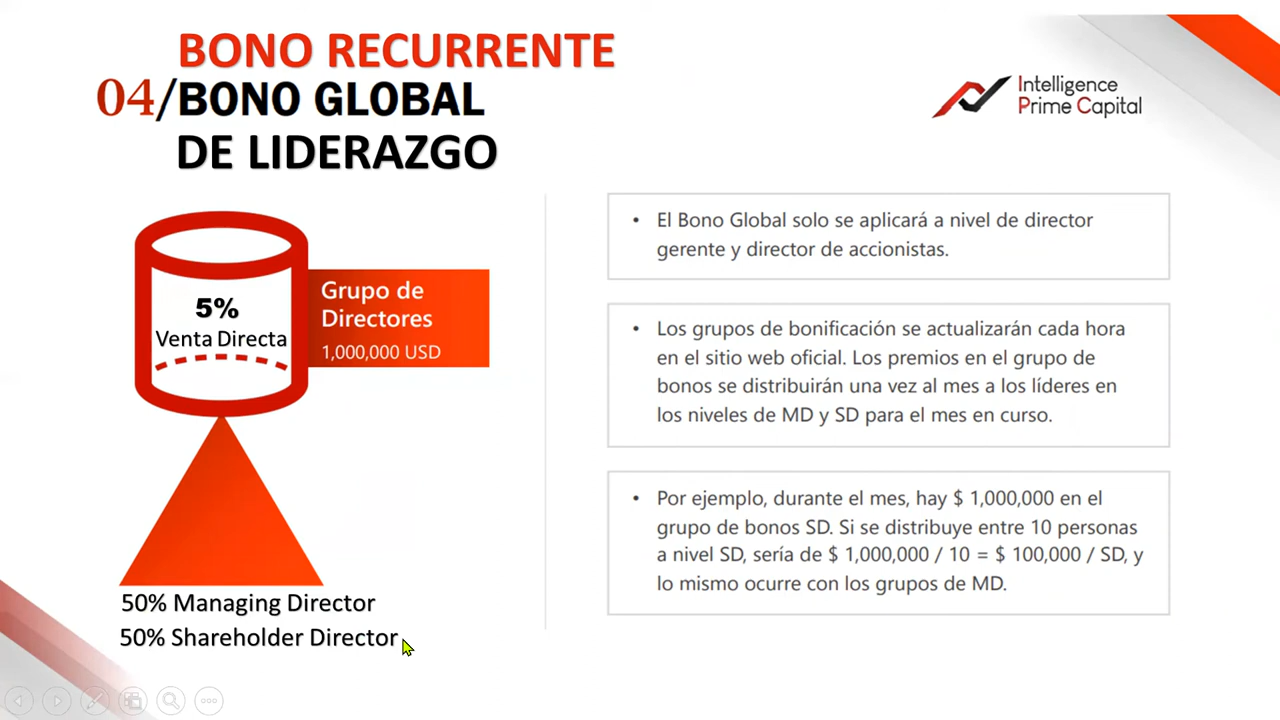 BONO RECURRENTE
04/BONO GLOBAL
DE LIDERAZGO
Intelligence
Prime Capital
5%
Venta Directa
Grupo de
Directores
1,000,000 USD
50% Managing Director
50% Shareholder Director
• El Bono Global solo se aplicará a nivel de director
gerente y director de accionistas.
• Los grupos de bonificación se actualizarán cada hora
en el sitio web oficial. Los premios en el grupo de
bonos se distribuirán una vez al mes a los líderes en
los niveles de MD y SD para el mes en curso.
• Por ejemplo, durante el mes, hay $ 1,000,000 en el
grupo de bonos SD. Si se distribuye entre 10 personas
a nivel SD, sería de $ 1,000,000 / 10 = $ 100,000 / SD, y
lo mismo ocurre con los grupos de MD.